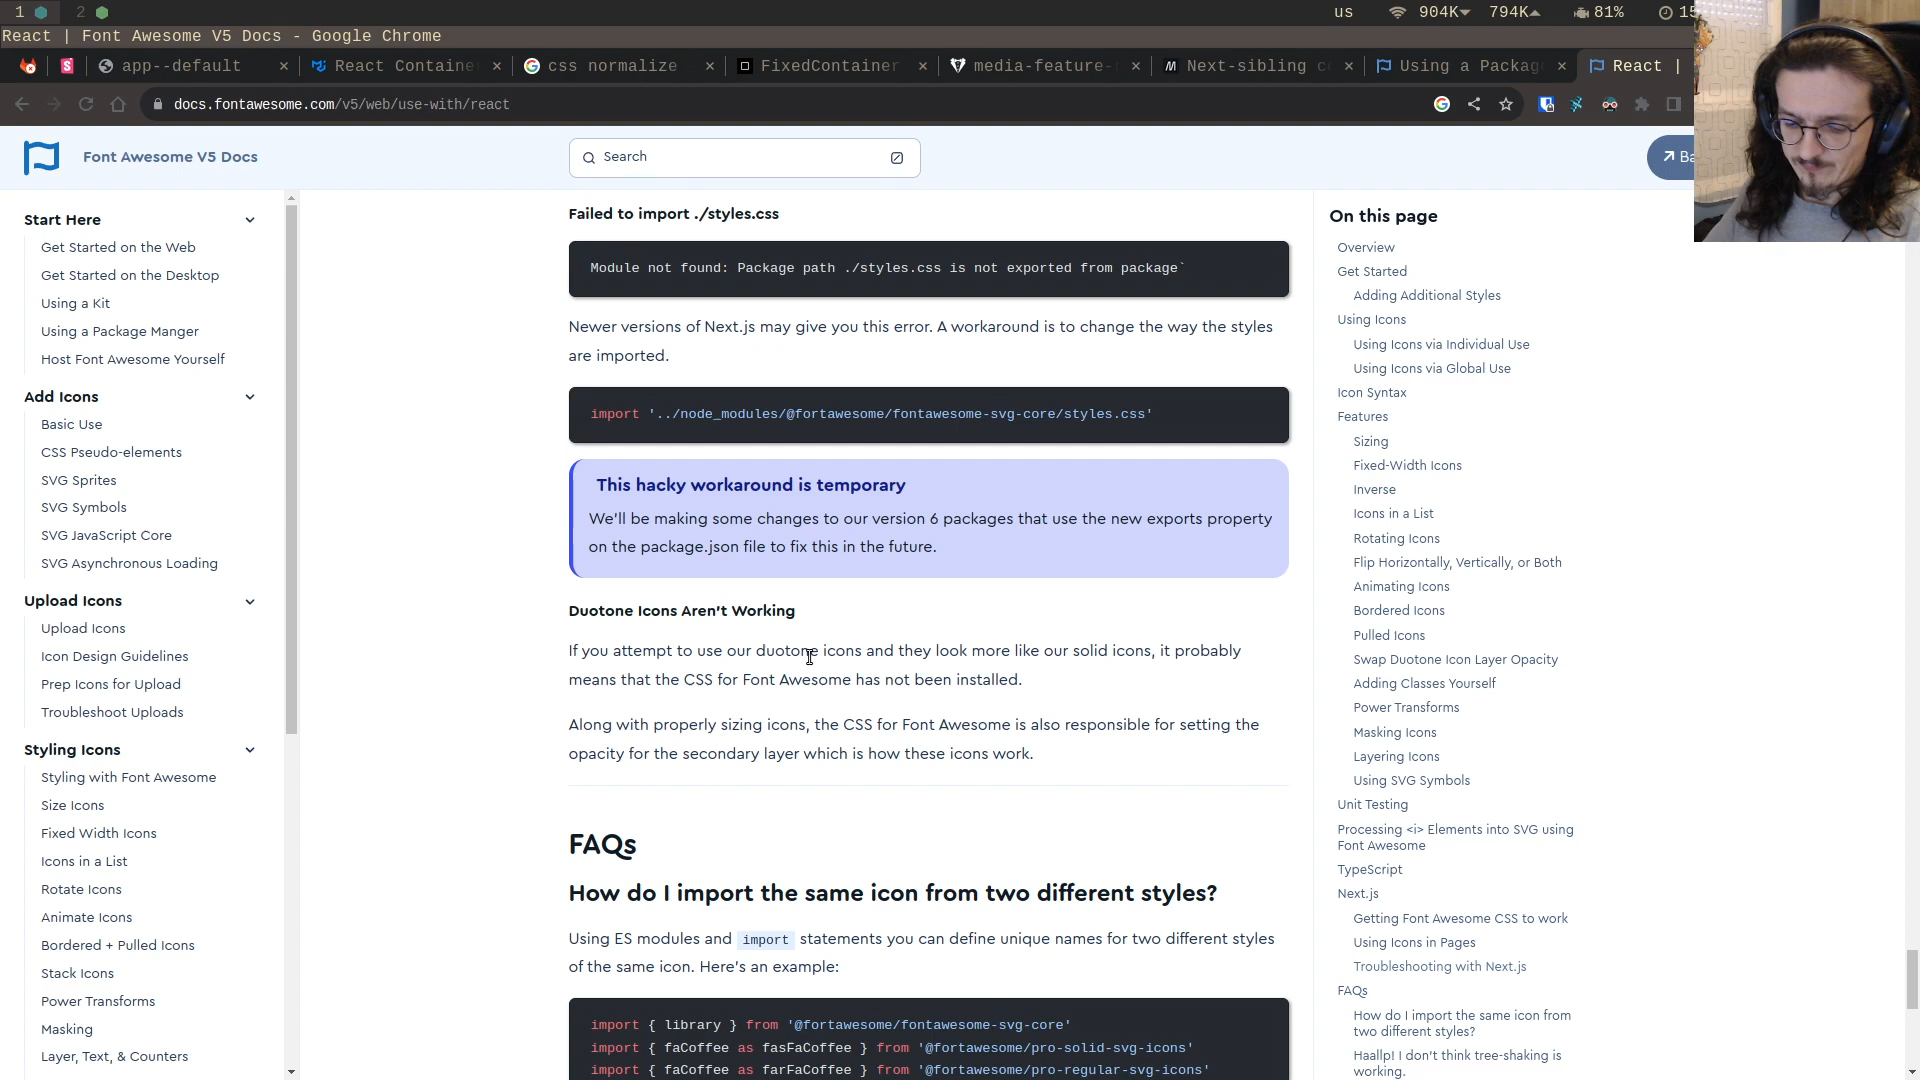 1 2 us 904K 794K 81% 15
React | Font Awesome V5 Docs - Google Chrome
app--default × React Containe × css normalize × FixedContainer × media-feature- × Next-sibling c × Using a Packag × React |
docs.fontawesome.com/v5/web/use-with/react
Font Awesome V5 Docs
Search
Ba
Start Here
Get Started on the Web
Get Started on the Desktop
Using a Kit
Using a Package Manger
Host Font Awesome Yourself
Add Icons
Basic Use
CSS Pseudo-elements
SVG Sprites
SVG Symbols
SVG JavaScript Core
SVG Asynchronous Loading
Upload Icons
Upload Icons
Icon Design Guidelines
Prep Icons for Upload
Troubleshoot Uploads
Styling Icons
Styling with Font Awesome
Size Icons
Fixed Width Icons
Icons in a List
Rotate Icons
Animate Icons
Bordered + Pulled Icons
Stack Icons
Power Transforms
Masking
Layer, Text, & Counters
Failed to import ./styles.css
Module not found: Package path ./styles.css is not exported from package`
Newer versions of Next.js may give you this error. A workaround is to change the way the styles
are imported.
import '../node_modules/@fortawesome/fontawesome-svg-core/styles.css'
This hacky workaround is temporary
We'll be making some changes to our version 6 packages that use the new exports property
on the package.json file to fix this in the future.
Duotone Icons Aren't Working
If you attempt to use our duotone icons and they look more like our solid icons, it probably
means that the CSS for Font Awesome has not been installed.
Along with properly sizing icons, the CSS for Font Awesome is also responsible for setting the
opacity for the secondary layer which is how these icons work.
FAQs
How do I import the same icon from two different styles?
Using ES modules and import statements you can define unique names for two different styles
of the same icon. Here's an example:
import { library } from '@fortawesome/fontawesome-svg-core'
import { faCoffee as fasFaCoffee } from '@fortawesome/pro-solid-svg-icons'
import { faCoffee as farFaCoffee } from '@fortawesome/pro-regular-svg-icons'
On this page
Overview
Get Started
Adding Additional Styles
Using Icons
Using Icons via Individual Use
Using Icons via Global Use
Icon Syntax
Features
Sizing
Fixed-Width Icons
Inverse
Icons in a List
Rotating Icons
Flip Horizontally, Vertically, or Both
Animating Icons
Bordered Icons
Pulled Icons
Swap Duotone Icon Layer Opacity
Adding Classes Yourself
Power Transforms
Masking Icons
Layering Icons
Using SVG Symbols
Unit Testing
Processing <i> Elements into SVG using
Font Awesome
TypeScript
Next.js
Getting Font Awesome CSS to work
Using Icons in Pages
Troubleshooting with Next.js
FAQs
How do I import the same icon from
two different styles?
Haallp! I don't think tree-shaking is
working.